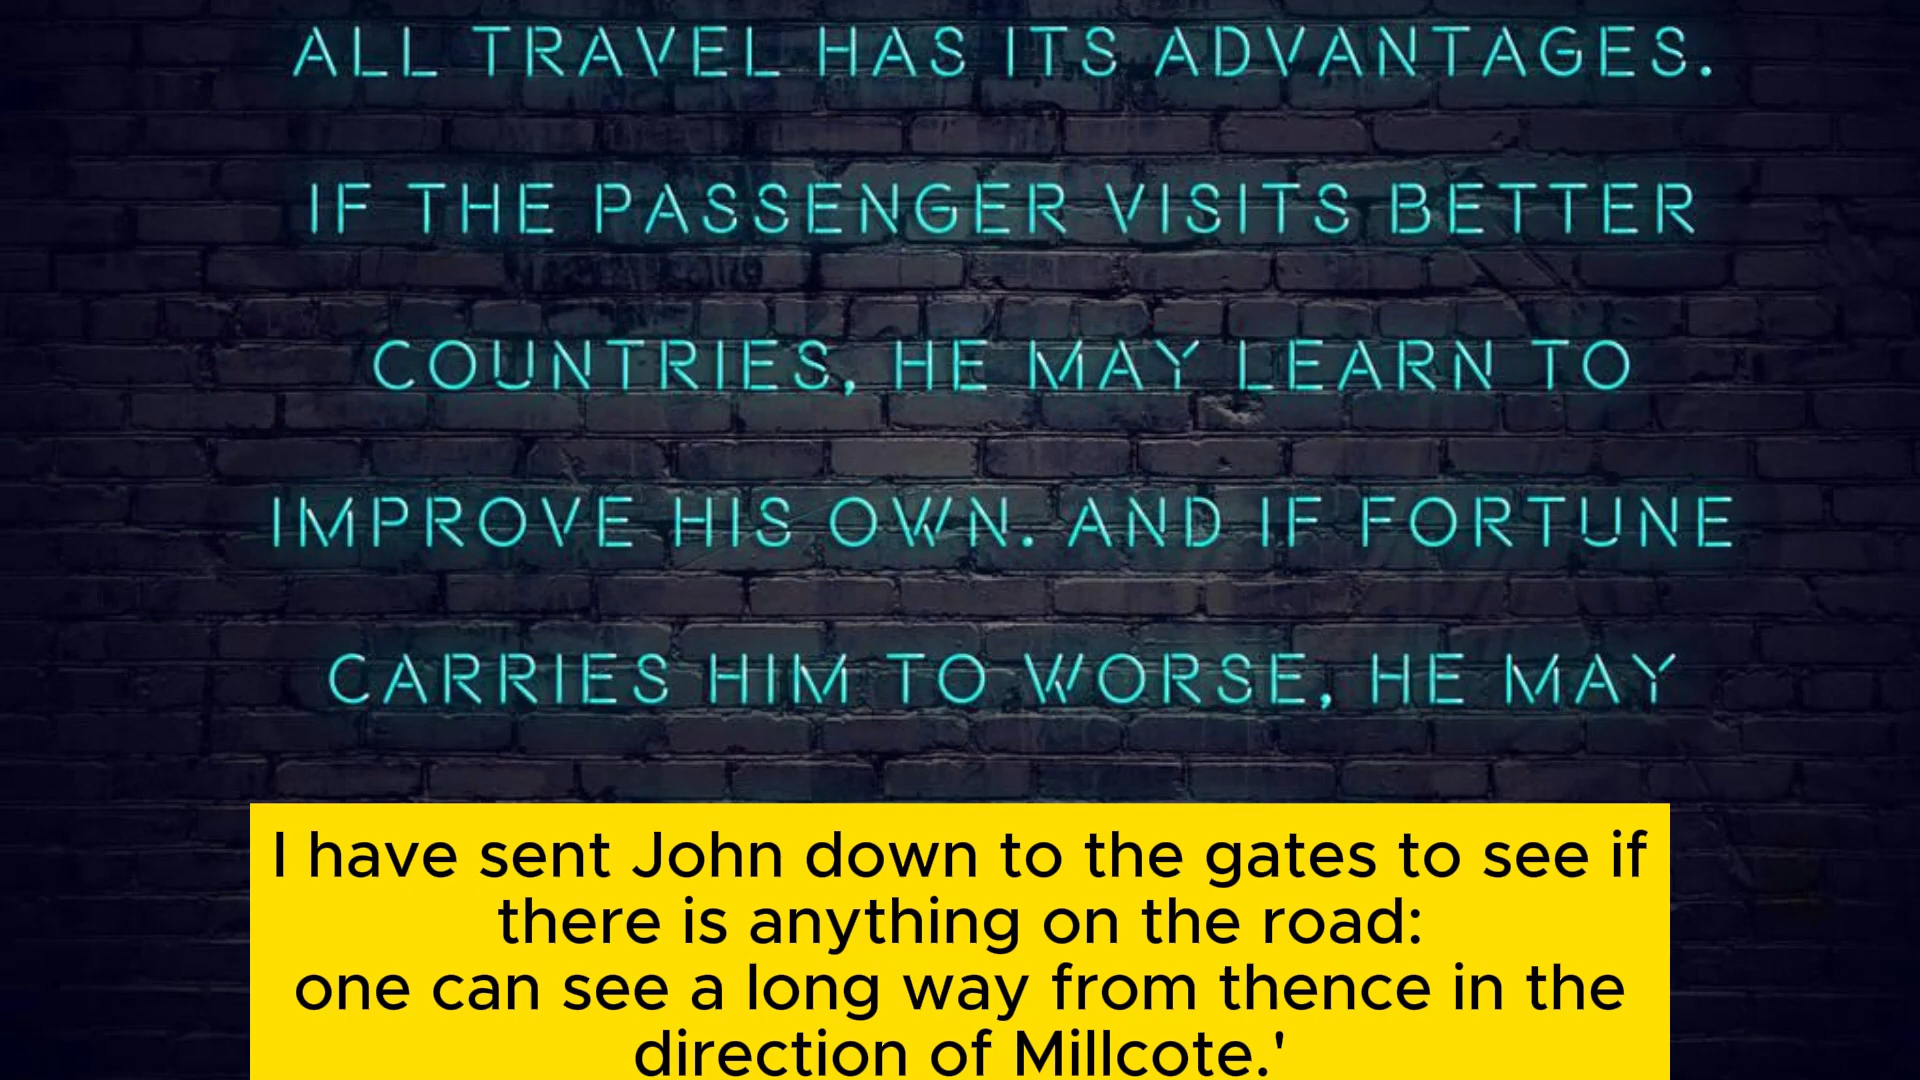 ALL TRAVEL HAS ITS ADVANTAGES.
IF THE PASSENGER VISITS BETTER
COUNTRIES, HE MAY LEARN TO
IMPROVE HIS OWN. AND IF FORTUNE
CARRIES HIM TO WORSE, HE MAY
I have sent John down to the gates to see if
there is anything on the road:
one can see a long way from thence in the
direction of Millcote.'